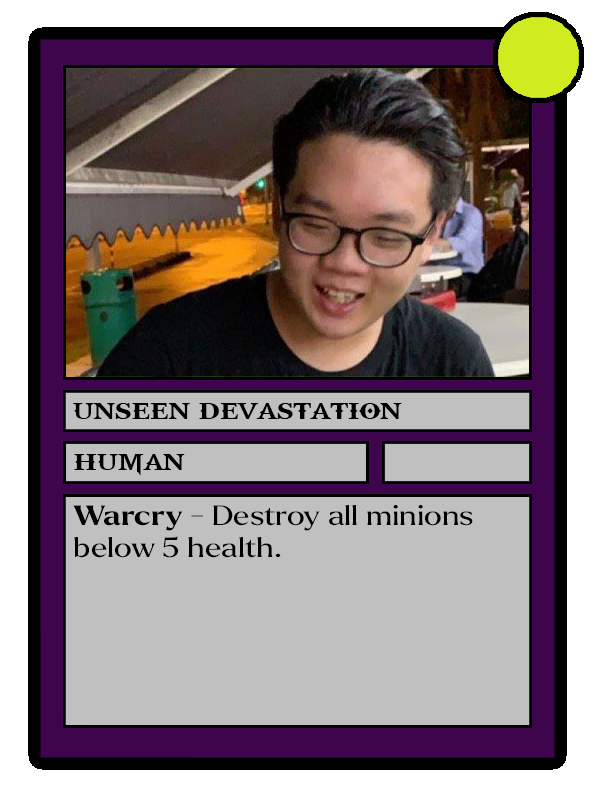 UNSEEN DEVASTATION
HUMAN
Warcry – Destroy all minions
below 5 health.